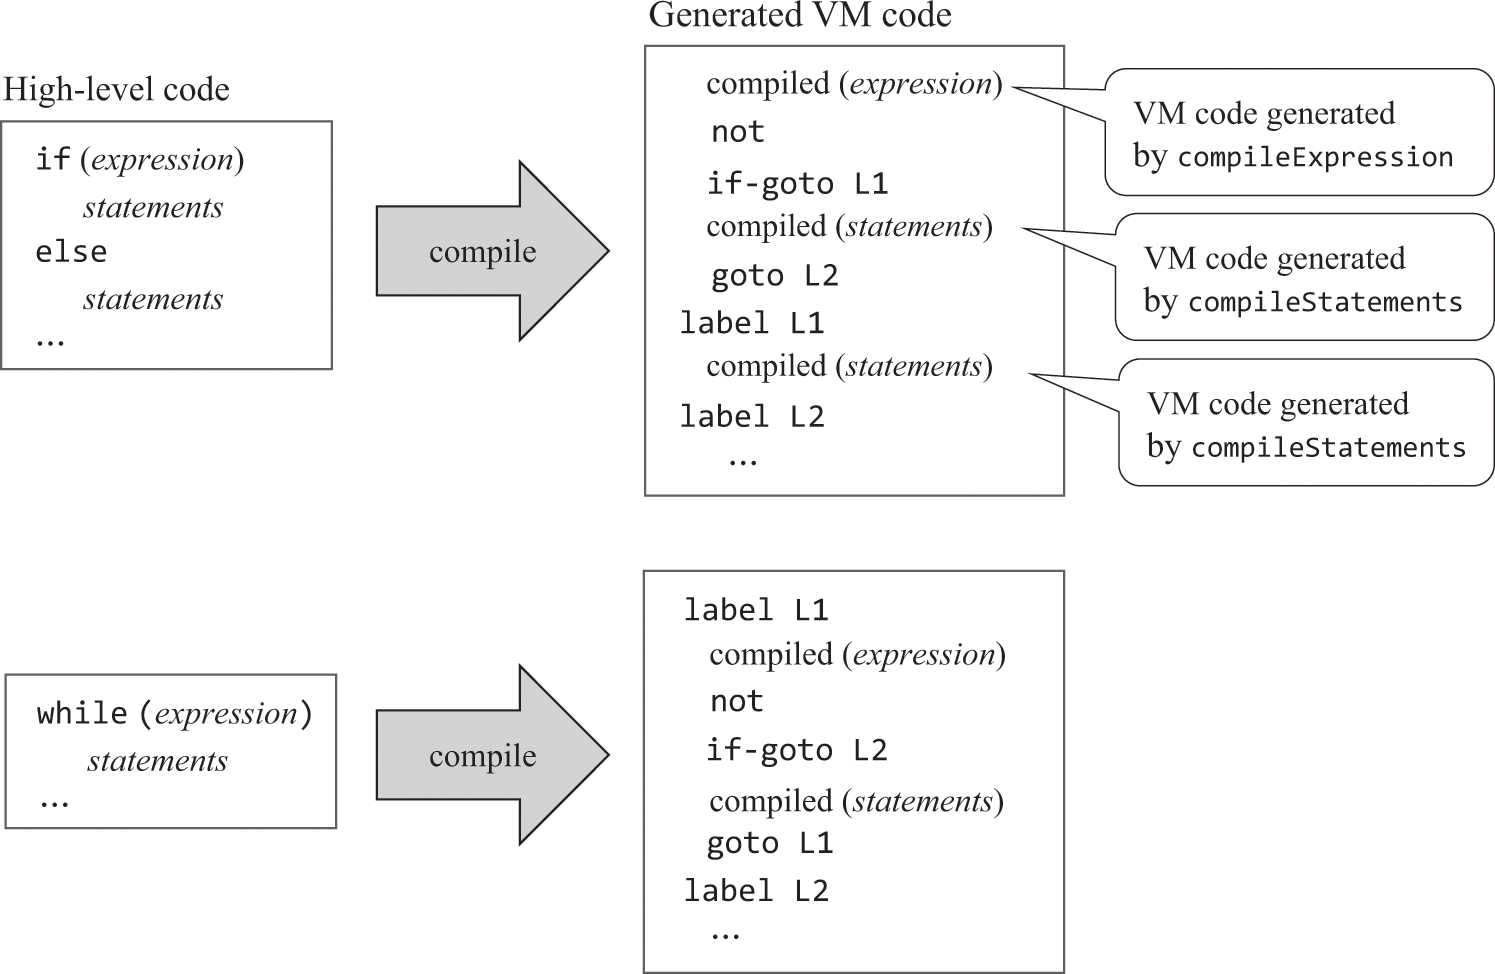 High-level code
if (expression)
statements
else
statements
...
compile
Generated VM code
compiled (expression)
not
if-goto L1
compiled (statements)
goto L2
label L1
compiled (statements)
label L2
...
VM code generated
by compileExpression
VM code generated
by compileStatements
VM code generated
by compileStatements
while (expression)
statements
...
compile
label L1
compiled (expression)
not
if-goto L2
compiled (statements)
goto L1
label L2
...